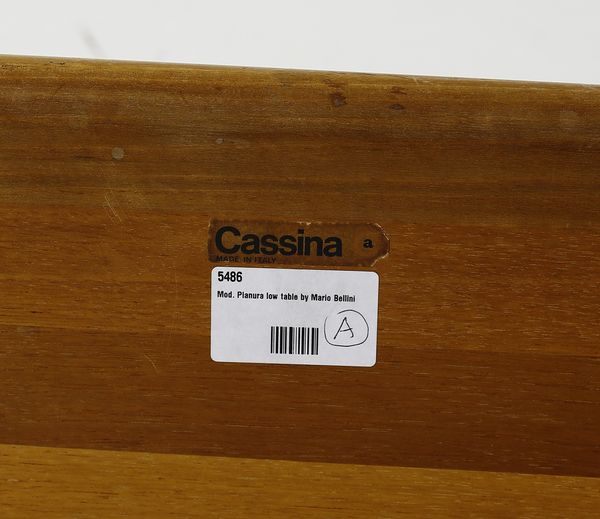 Cassina a
MADE IN ITALY
5486
Mod. Planura low table by Mario Bellini
A